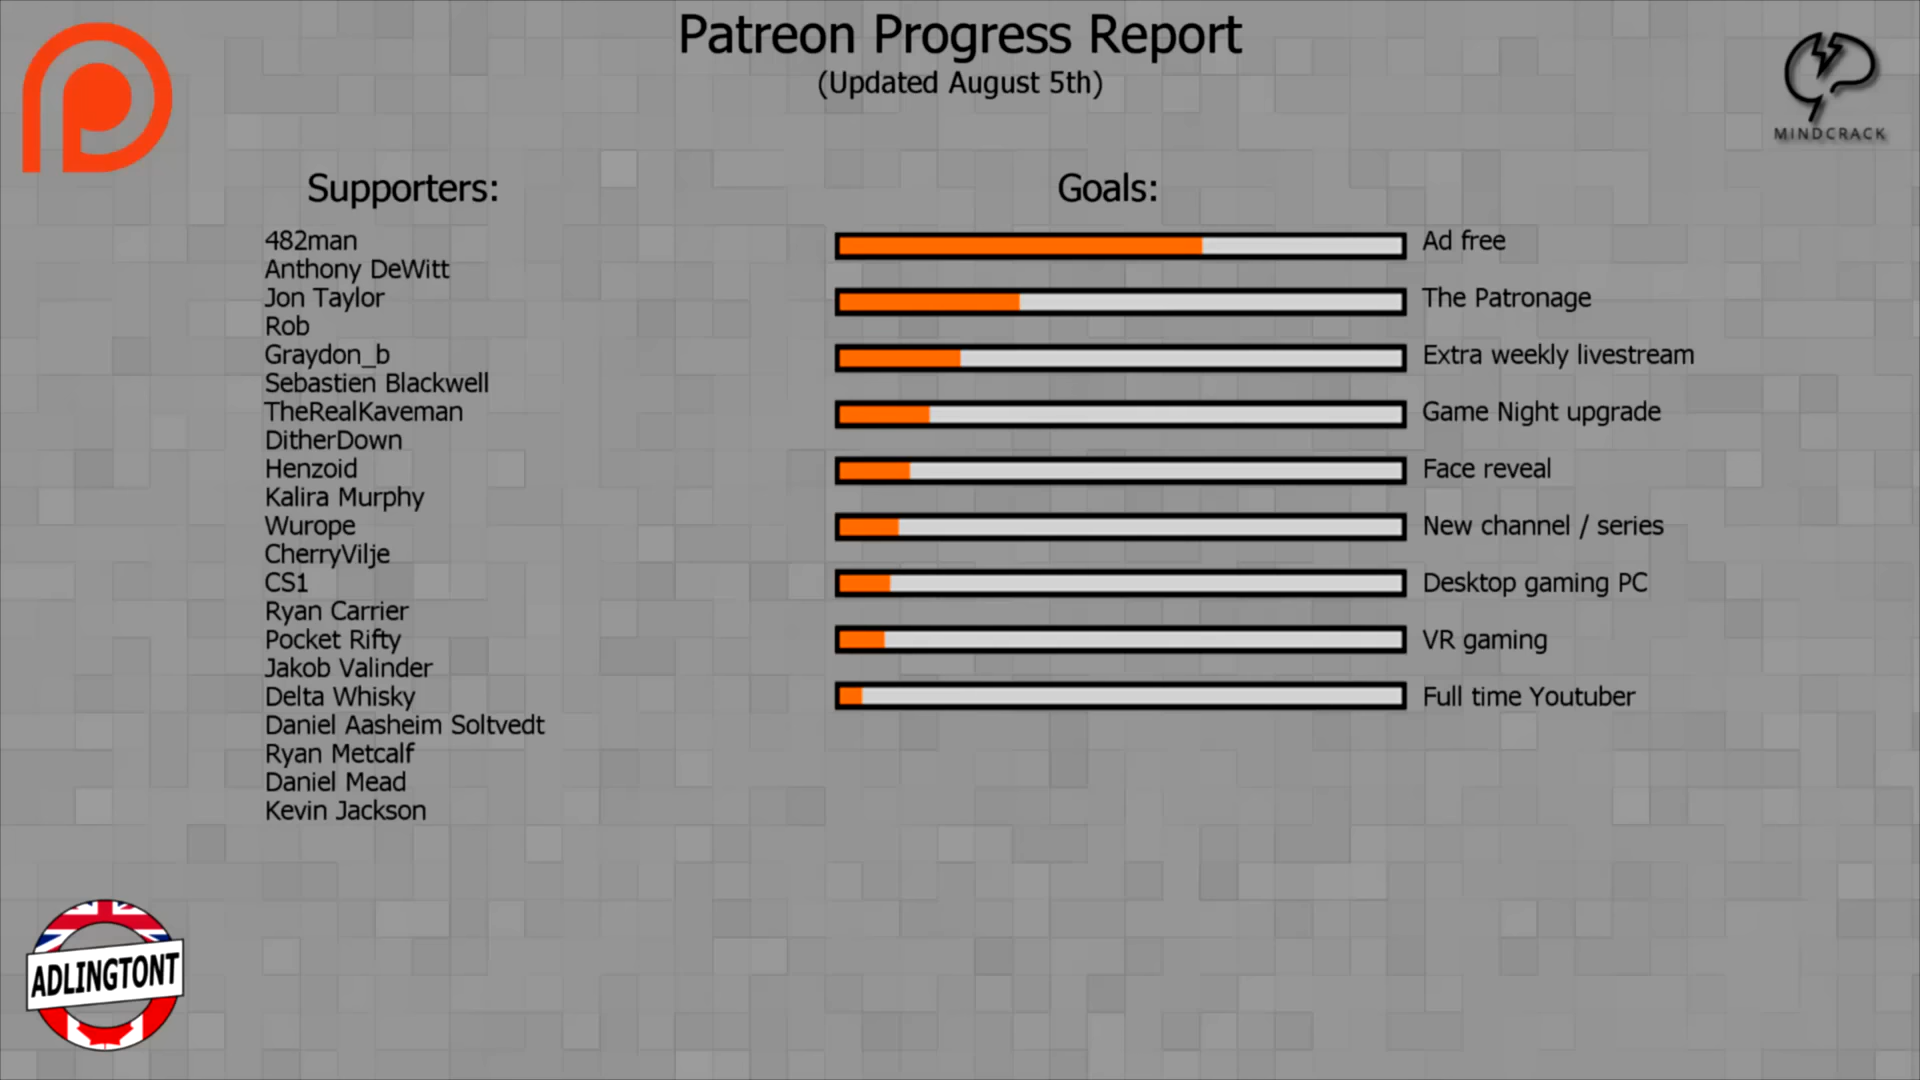 Patreon Progress Report
(Updated August 5th)
MINDCRACK
Supporters:
482man
Anthony DeWitt
Jon Taylor
Rob
Graydon_b
Sebastien Blackwell
TheRealKaveman
DitherDown
Henzoid
Kalira Murphy
Wurope
CherryVilje
CS1
Ryan Carrier
Pocket Rifty
Jakob Valinder
Delta Whisky
Daniel Aasheim Soltvedt
Ryan Metcalf
Daniel Mead
Kevin Jackson
Goals:
Ad free
The Patronage
Extra weekly livestream
Game Night upgrade
Face reveal
New channel / series
Desktop gaming PC
VR gaming
Full time Youtuber
ADLINGTONT